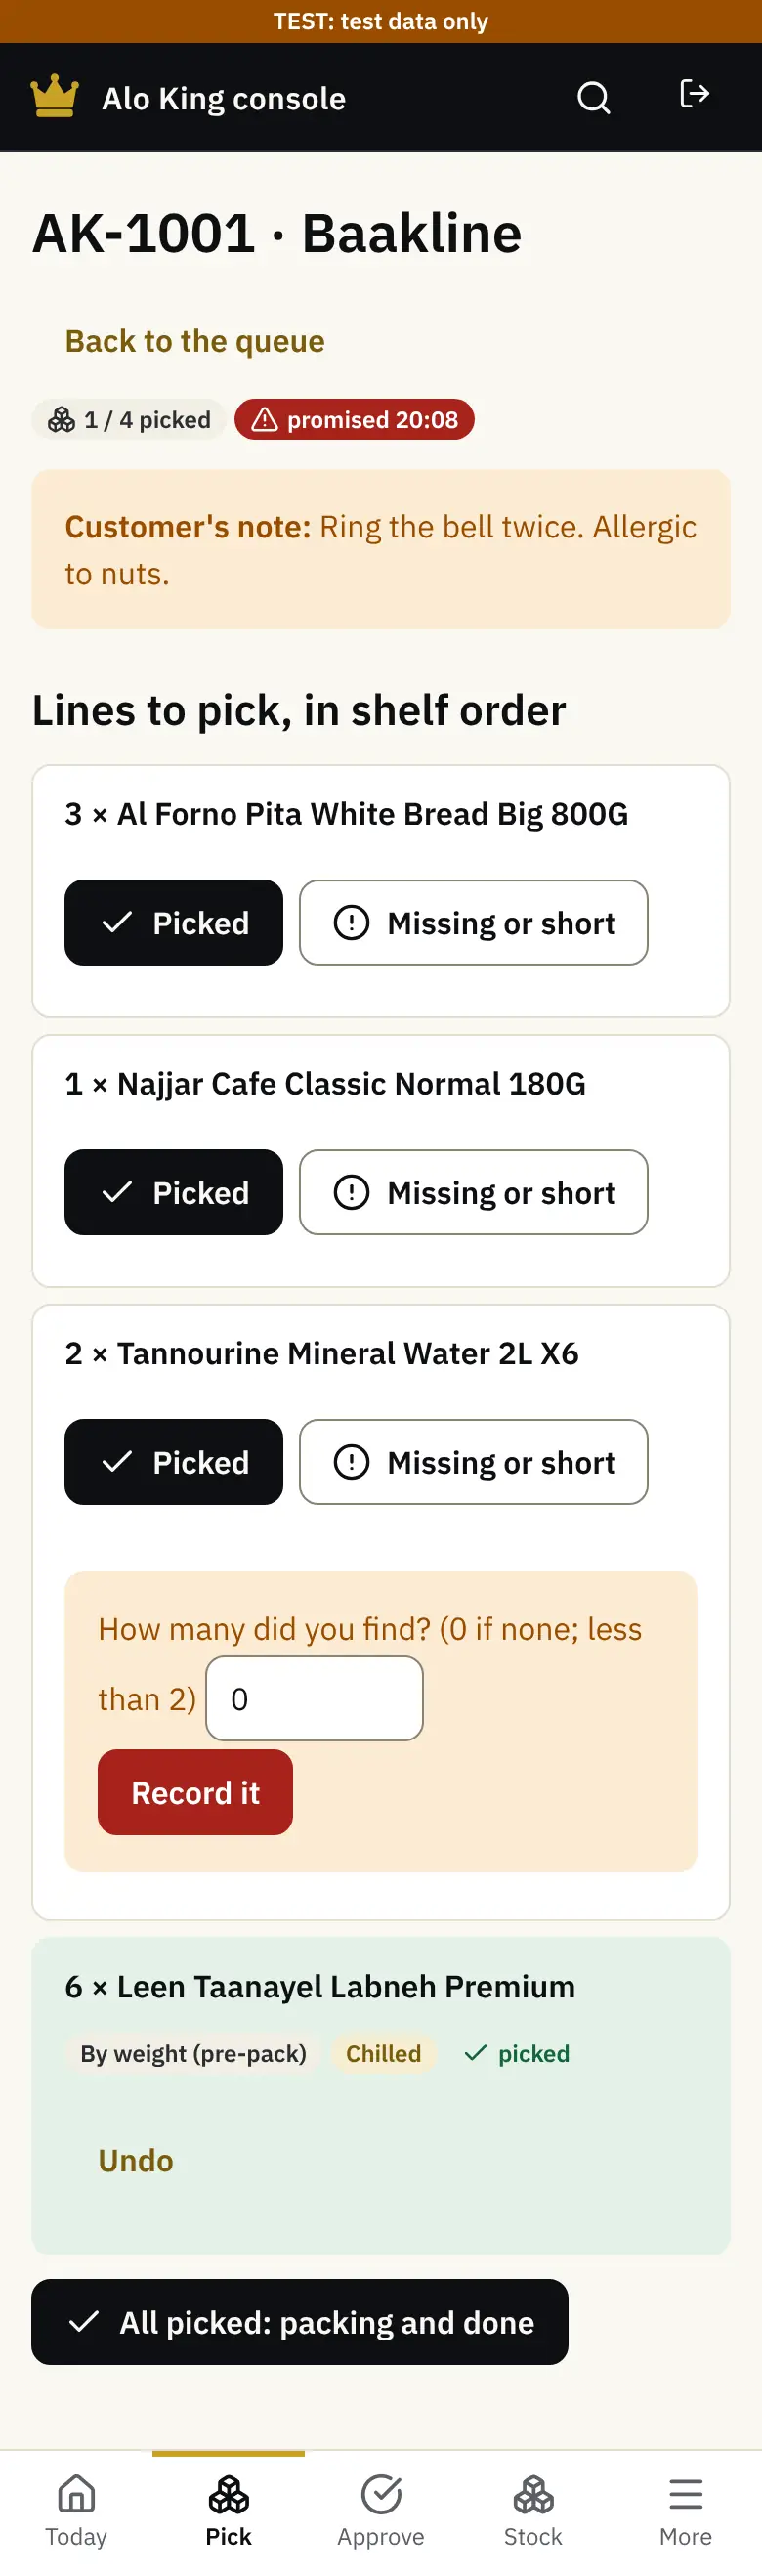 TEST: test data only
Alo King console
AK-1001 · Baakline
Back to the queue
1 / 4 picked
promised 20:08
Customer's note: Ring the bell twice. Allergic
to nuts.
Lines to pick, in shelf order
3 × Al Forno Pita White Bread Big 800G
Picked
Missing or short
1 × Najjar Cafe Classic Normal 180G
Picked
Missing or short
2 × Tannourine Mineral Water 2L X6
Picked
Missing or short
How many did you find? (0 if none; less
than 2) 0
Record it
6 × Leen Taanayel Labneh Premium
By weight (pre-pack) Chilled picked
Undo
All picked: packing and done
Today
Pick
Approve
Stock
More